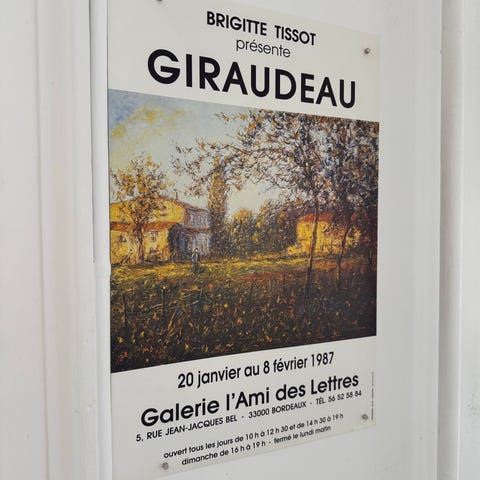 BRIGITTE TISSOT
présente
GIRAUDEAU
20 janvier au 8 février 1987
Galerie l'Ami des Lettres
5, RUE JEAN-JACQUES BEL - 33000 BORDEAUX - TÉL. 56 52 58 84
ouvert tous les jours de 10 h à 12 h 30 et de 14 h 30 à 19 h
dimanche de 16 h à 19 h - fermé le lundi matin